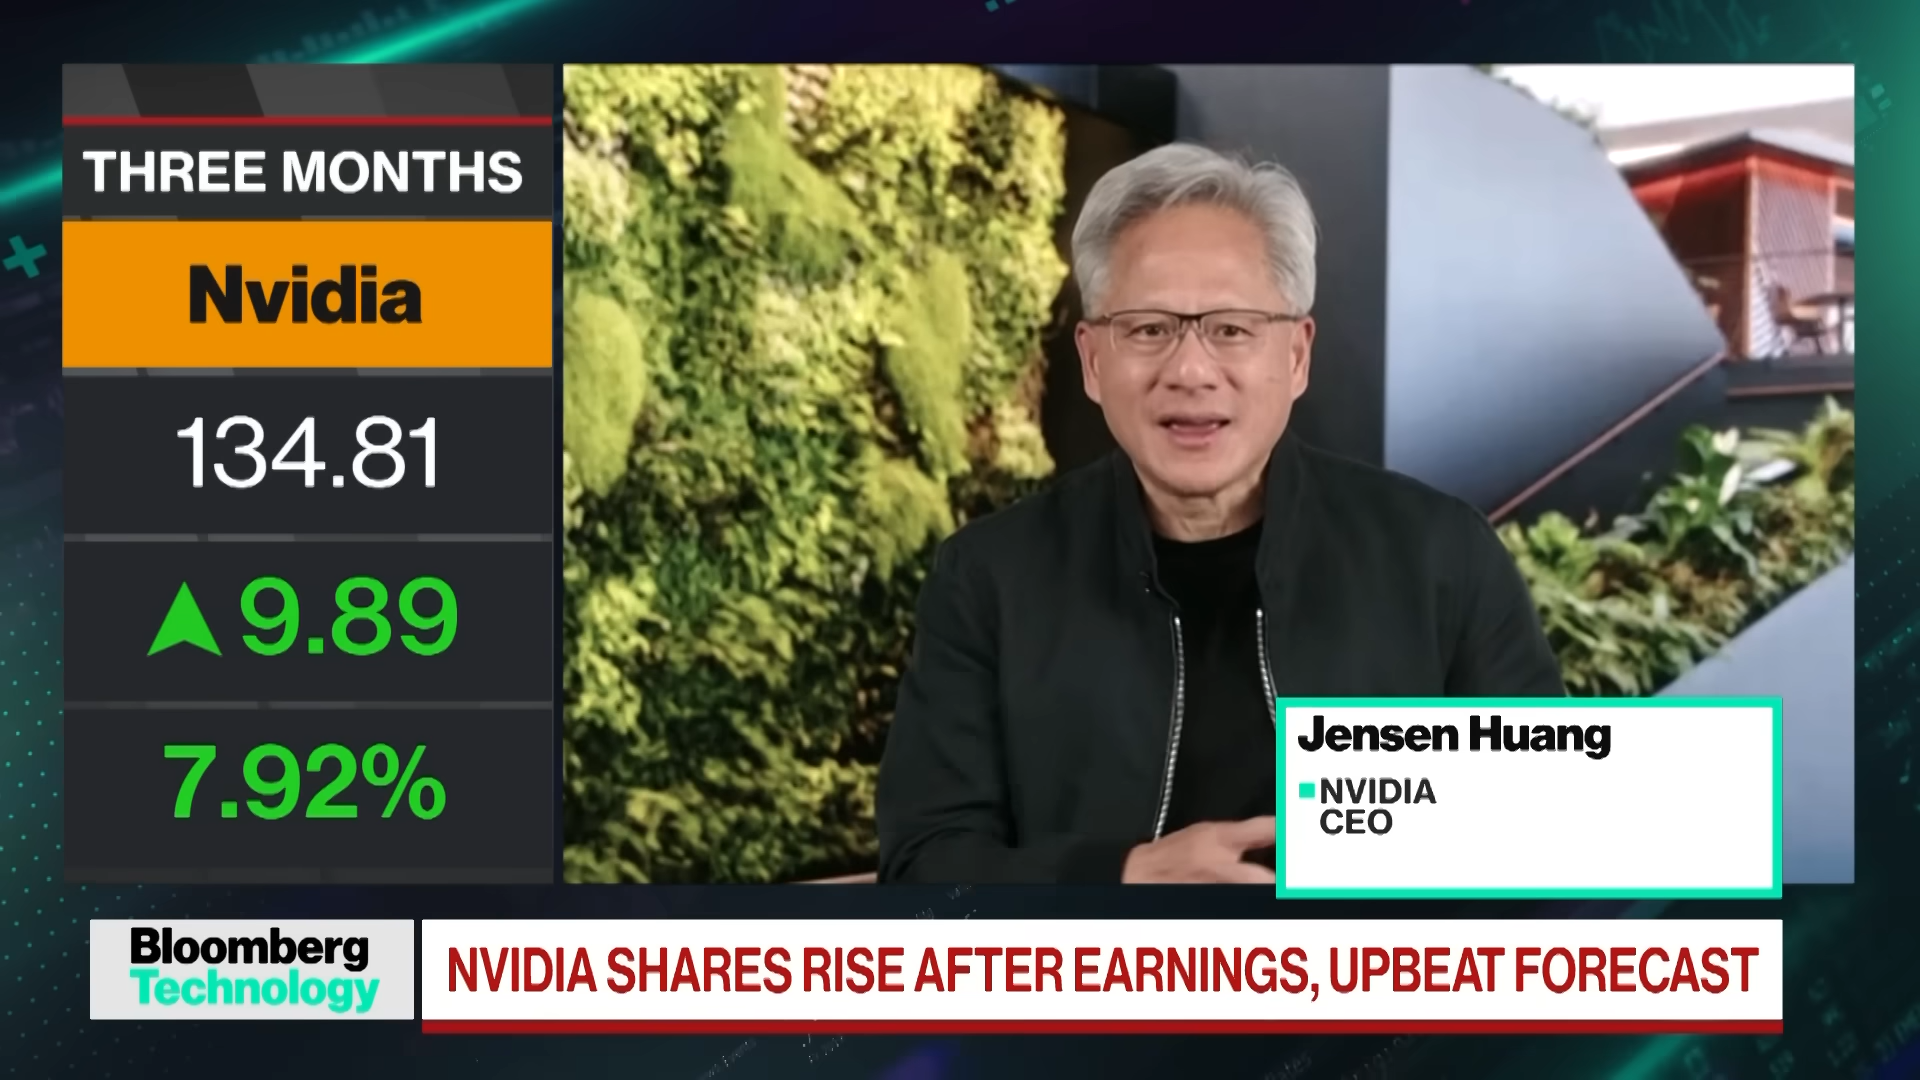 THREE MONTHS
Nvidia
134.81
▲9.89
7.92%
Jensen Huang
NVIDIA
CEO
Bloomberg
Technology
NVIDIA SHARES RISE AFTER EARNINGS, UPBEAT FORECAST